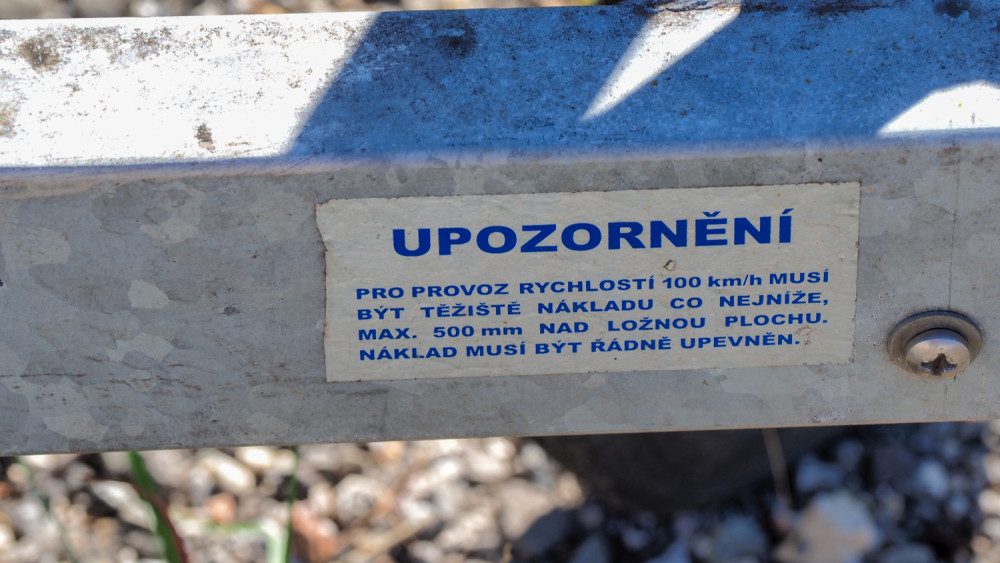 UPOZORNĚNÍ
PRO PROVOZ RYCHLOSTÍ 100 km/h MUSÍ
BÝT TĚŽIŠTĚ NÁKLADU CO NEJNÍŽE,
MAX. 500 mm NAD LOŽNOU PLOCHU.
NÁKLAD MUSÍ BÝT ŘÁDNĚ UPEVNĚN.